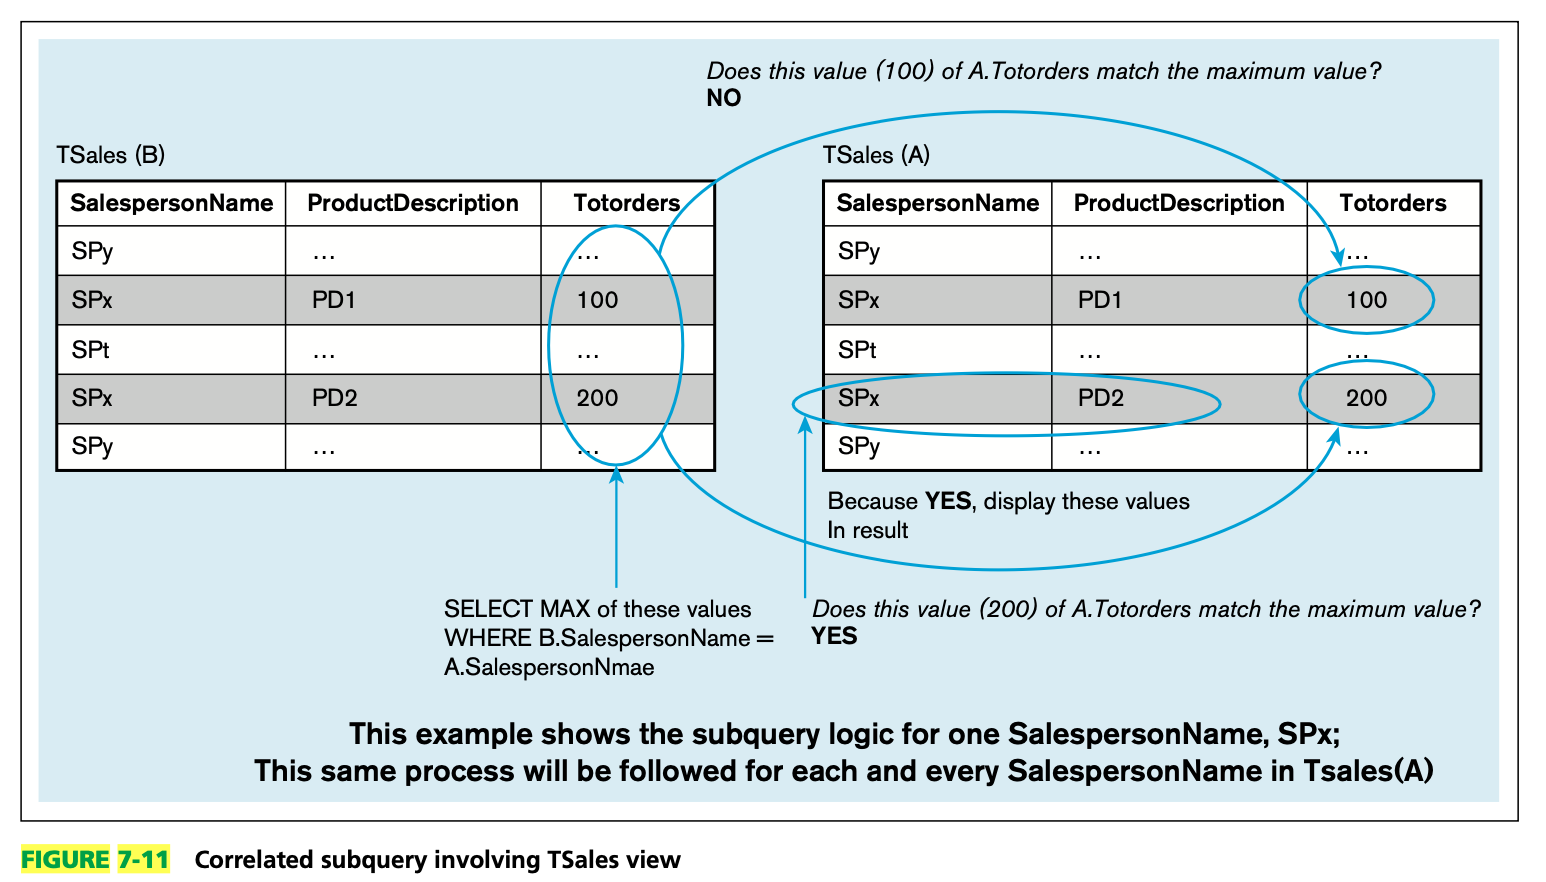 Does this value (100) of A.Totorders match the maximum value?
NO
TSales (B)
SalespersonName ProductDescription Totorders
SPy ... ...
SPx PD1 100
SPt ... ...
SPx PD2 200
SPy ... ...
TSales (A)
SalespersonName ProductDescription Totorders
SPy ... ...
SPx PD1 100
SPt ... ...
SPx PD2 200
SPy ... ...
Because YES, display these values
In result
SELECT MAX of these values
WHERE B.SalespersonName =
A.SalespersonNmae
Does this value (200) of A.Totorders match the maximum value?
YES
This example shows the subquery logic for one SalespersonName, SPx;
This same process will be followed for each and every SalespersonName in Tsales(A)
FIGURE 7-11 Correlated subquery involving TSales view